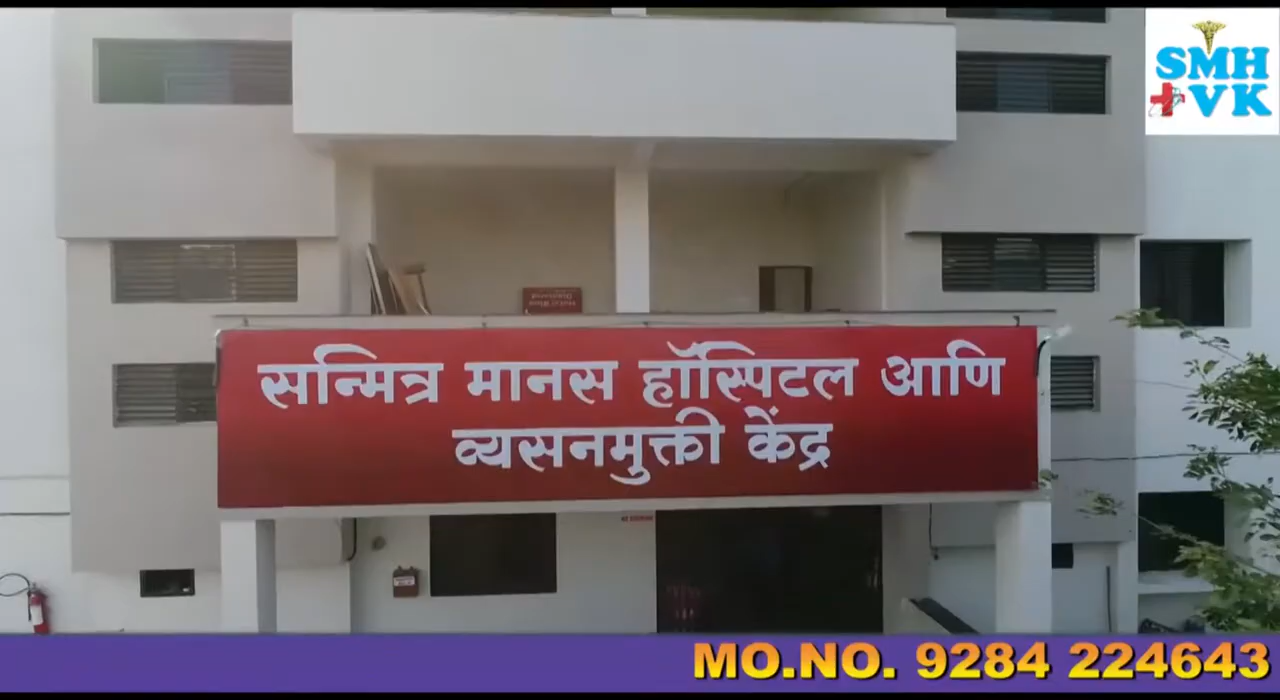 SMH
VK
सन्मित्र मानस हॉस्पिटल आणि
व्यसनमुक्ती केंद्र
MO.NO. 9284 224643